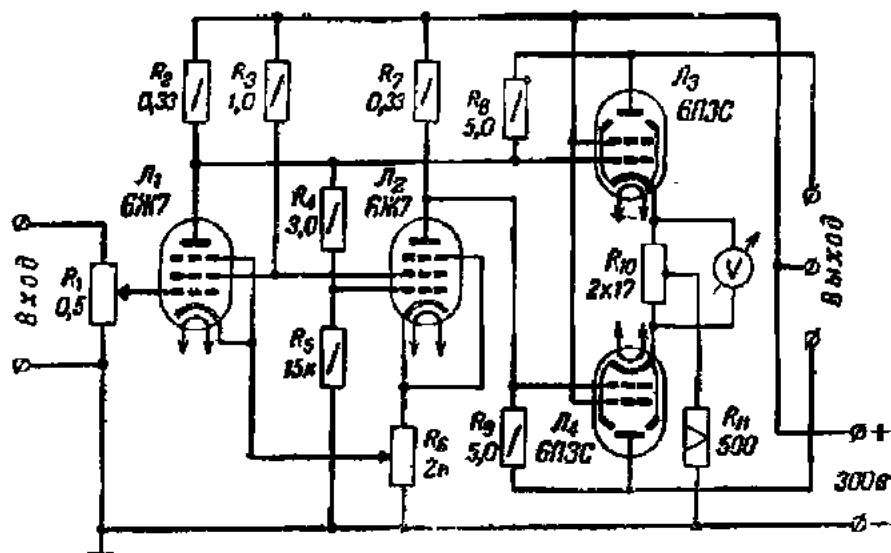 R2
0,33
R3
1,0
R7
0,33
R8
5,0
Л3
6П3С
Л1
6Ж7
R4
3,0
Л2
6Ж7
R10
2x17
V
Выход
Вход
R1
0,5
R5
15к
R6
R9
5,0
Л4
6П3С
R11
500
+
300в
−